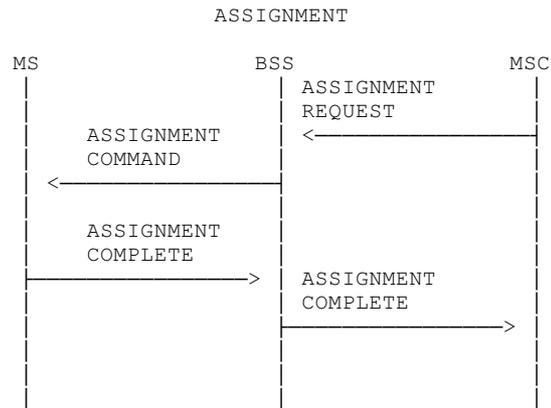 ASSIGNMENT
MS BSS MSC
ASSIGNMENT
REQUEST
ASSIGNMENT
COMMAND
ASSIGNMENT
COMPLETE
ASSIGNMENT
COMPLETE